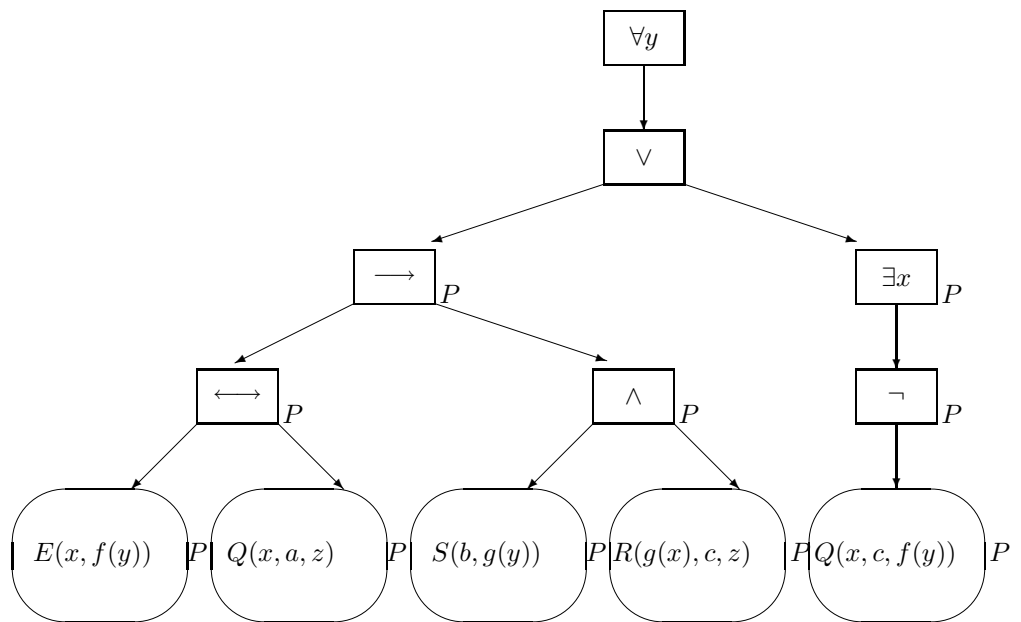 ∀y
∨
⟶ P ∃x P
⟷ P ∧ P ¬ P
E(x, f(y)) P Q(x, a, z) P S(b, g(y)) P R(g(x), c, z) P Q(x, c, f(y)) P